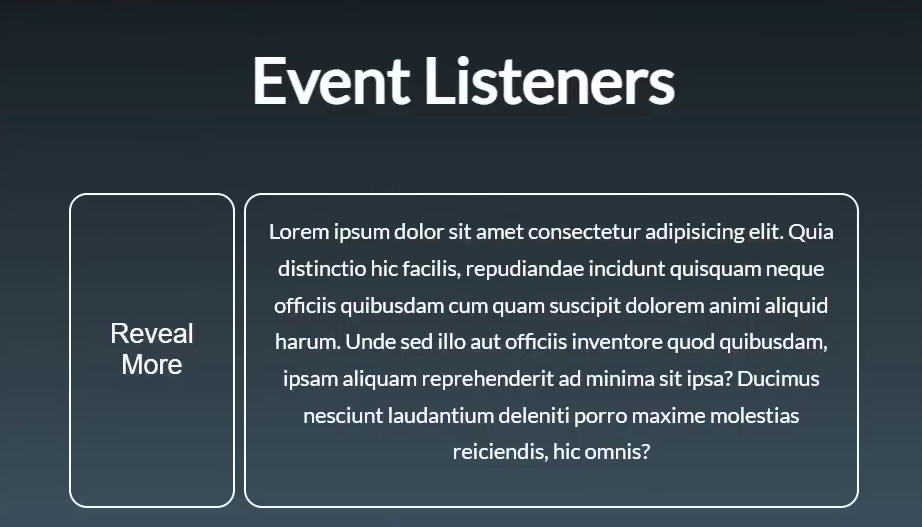 Event Listeners
Reveal
More
Lorem ipsum dolor sit amet consectetur adipisicing elit. Quia
distinctio hic facilis, repudiandae incidunt quisquam neque
officiis quibusdam cum quam suscipit dolorem animi aliquid
harum. Unde sed illo aut officiis inventore quod quibusdam,
ipsam aliquam reprehenderit ad minima sit ipsa? Ducimus
nesciunt laudantium deleniti porro maxime molestias
reiciendis, hic omnis?